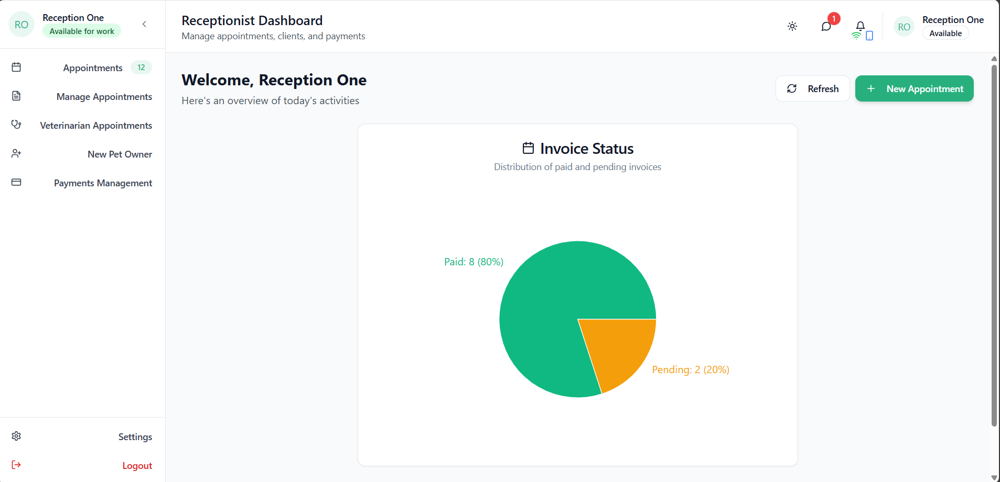 RO
Reception One
Available for work
Appointments 12
Manage Appointments
Veterinarian Appointments
New Pet Owner
Payments Management
Settings
Logout
Receptionist Dashboard
Manage appointments, clients, and payments
1
RO
Reception One
Available
Welcome, Reception One
Here's an overview of today's activities
Refresh
New Appointment
Invoice Status
Distribution of paid and pending invoices
Paid: 8 (80%)
Pending: 2 (20%)